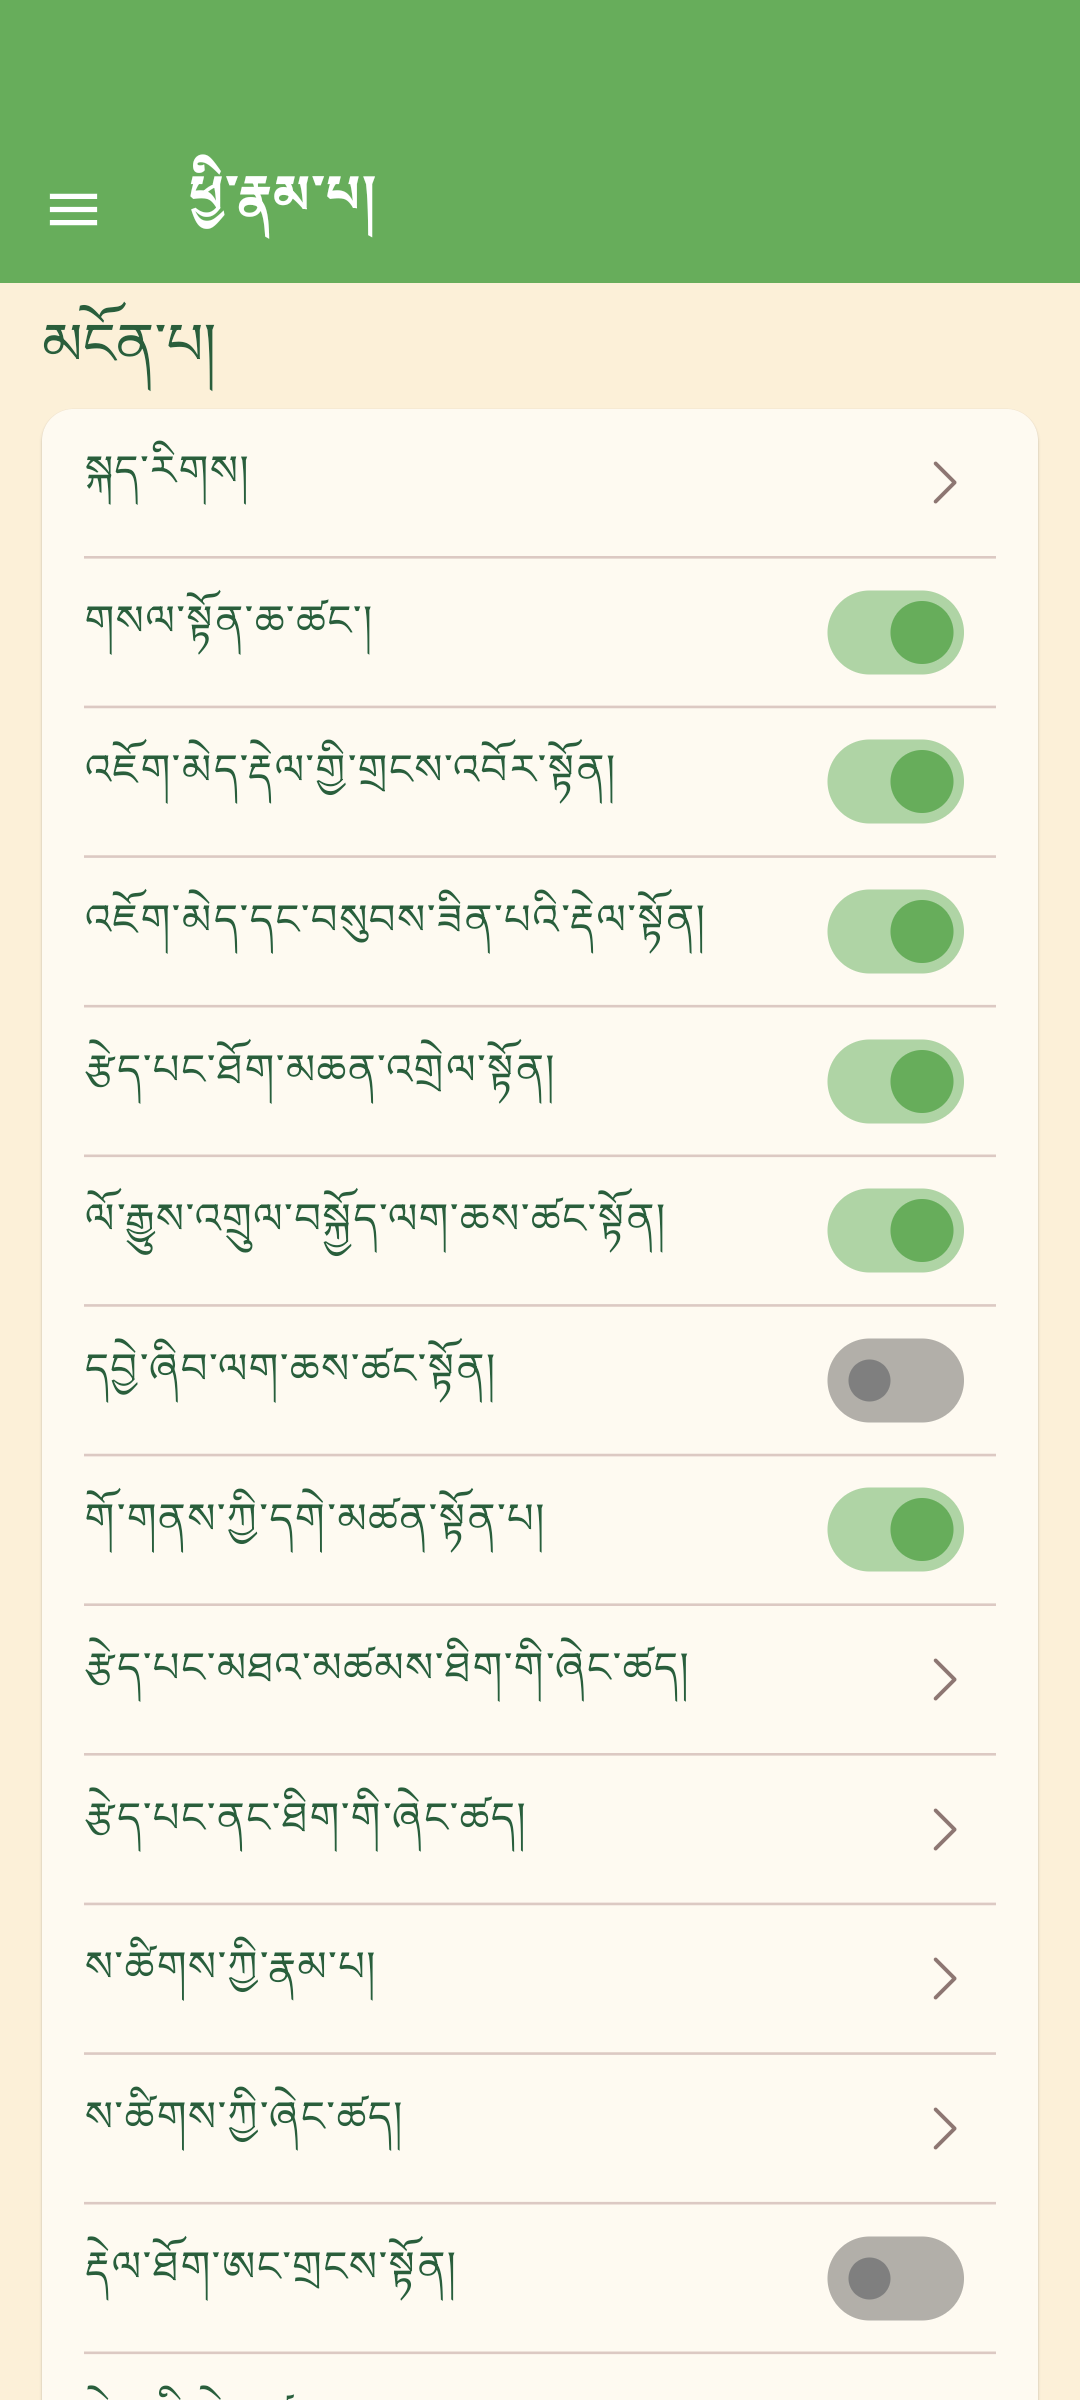 ཕྱི་རྣམ་པ།
མངོན་པ།
སྐད་རིགས།
གསལ་སྟོན་ཆ་ཚང་།
འཇོག་མེད་རྡེལ་གྱི་གྲངས་འབོར་སྟོན།
འཇོག་མེད་དང་བསུབས་ཟིན་པའི་རྡེལ་སྟོན།
རྩེད་པང་ཐོག་མཆན་འགྲེལ་སྟོན།
ལོ་རྒྱུས་འགྲུལ་བསྐྱོད་ལག་ཆས་ཚང་སྟོན།
དབྱེ་ཞིབ་ལག་ཆས་ཚང་སྟོན།
གོ་གནས་ཀྱི་དགེ་མཚན་སྟོན་པ།
རྩེད་པང་མཐའ་མཚམས་ཐིག་གི་ཞེང་ཚད།
རྩེད་པང་ནང་ཐིག་གི་ཞེང་ཚད།
ས་ཚིགས་ཀྱི་རྣམ་པ།
ས་ཚིགས་ཀྱི་ཞེང་ཚད།
རྡེལ་ཐོག་ཨང་གྲངས་སྟོན།